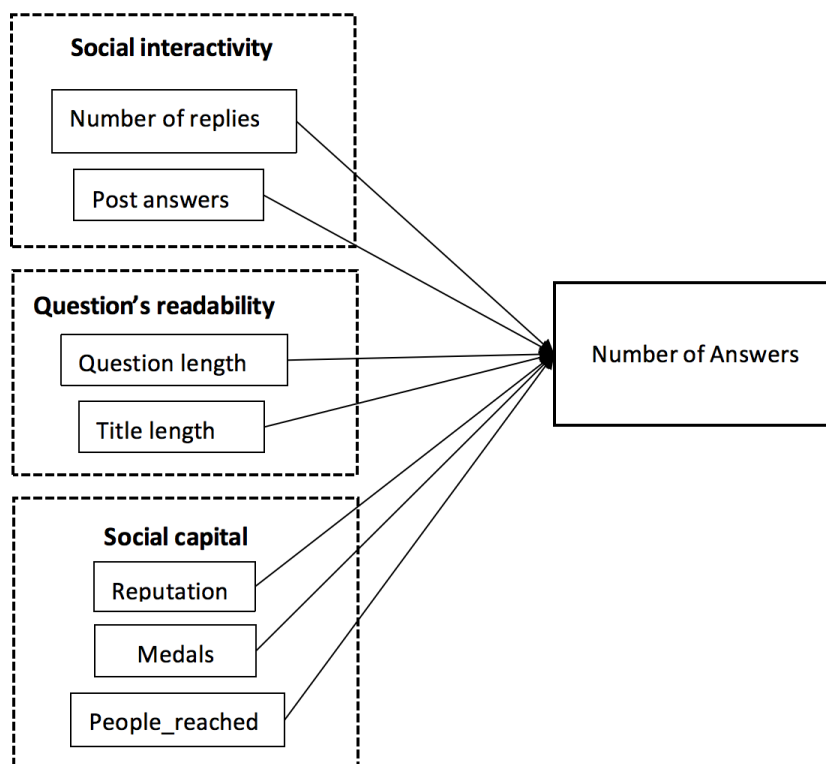 Social interactivity
Number of replies
Post answers
Question’s readability
Question length
Title length
Social capital
Reputation
Medals
People_reached
Number of Answers